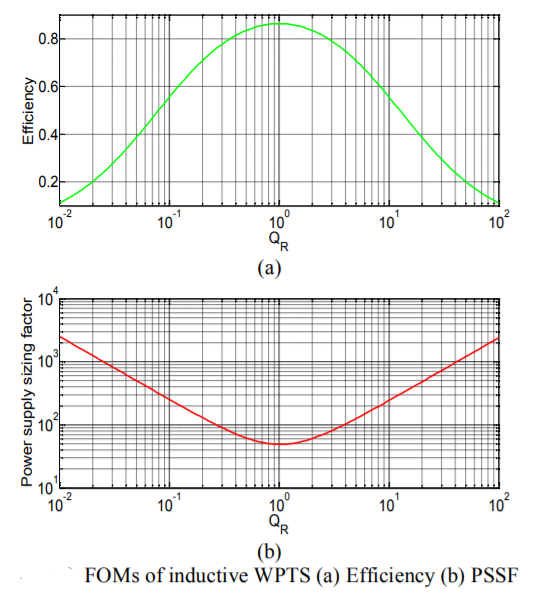 Efficiency
0.8
0.6
0.4
0.2
10^-2 10^-1 10^0 10^1 10^2
Q_R
(a)
Power supply sizing factor
10^4
10^3
10^2
10^1
10^-2 10^-1 10^0 10^1 10^2
Q_R
(b)
FOMs of inductive WPTS (a) Efficiency (b) PSSF